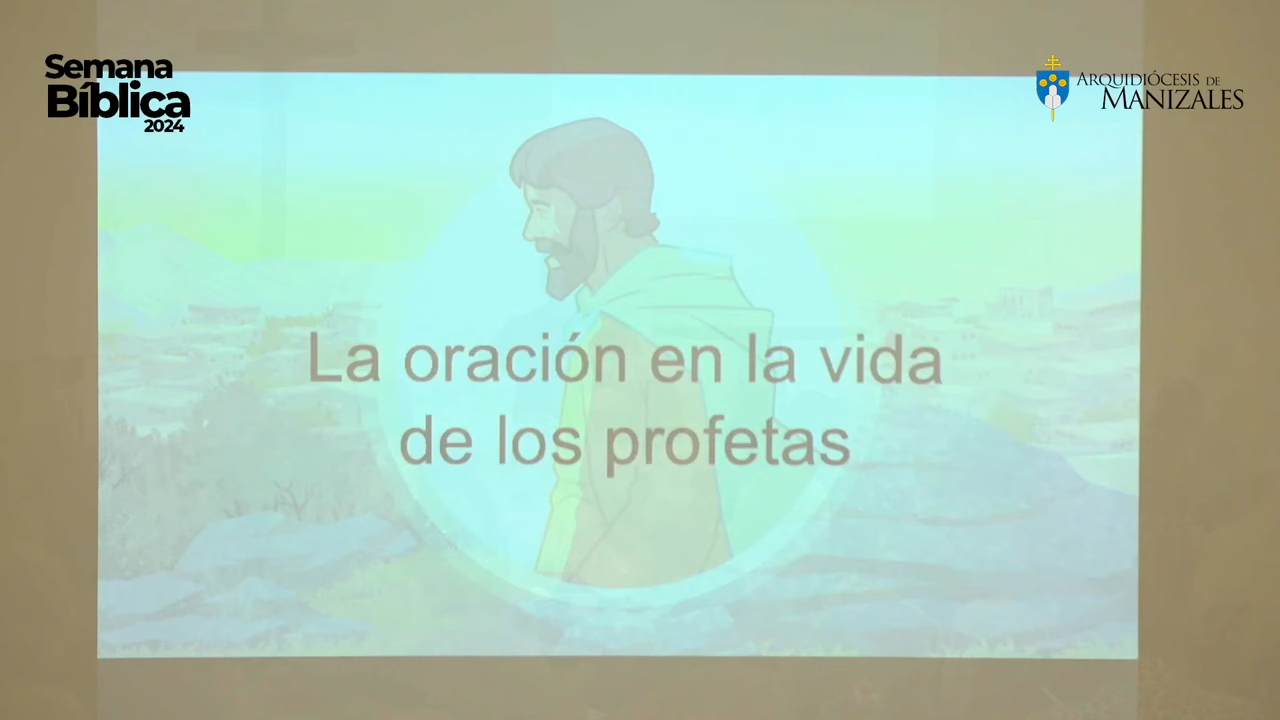 Semana
Bíblica
2024
ARQUIDIÓCESIS DE
MANIZALES
La oración en la vida
de los profetas